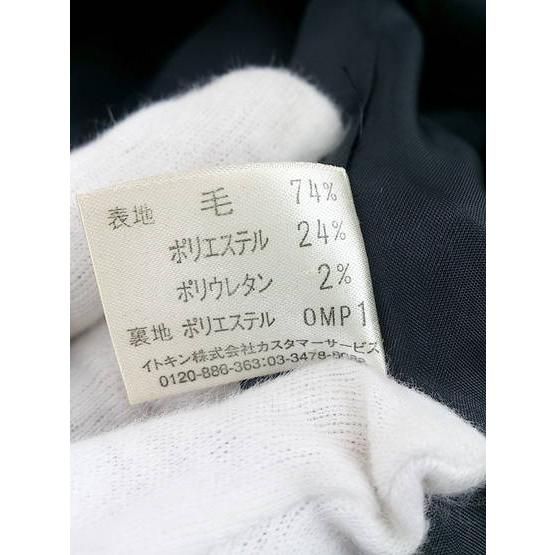 表地 毛 74%
ポリエステル 24%
ポリウレタン 2%
裏地 ポリエステル OMP1
イトキン株式会社カスタマーサービス
0120-886-363:03-3478-8088